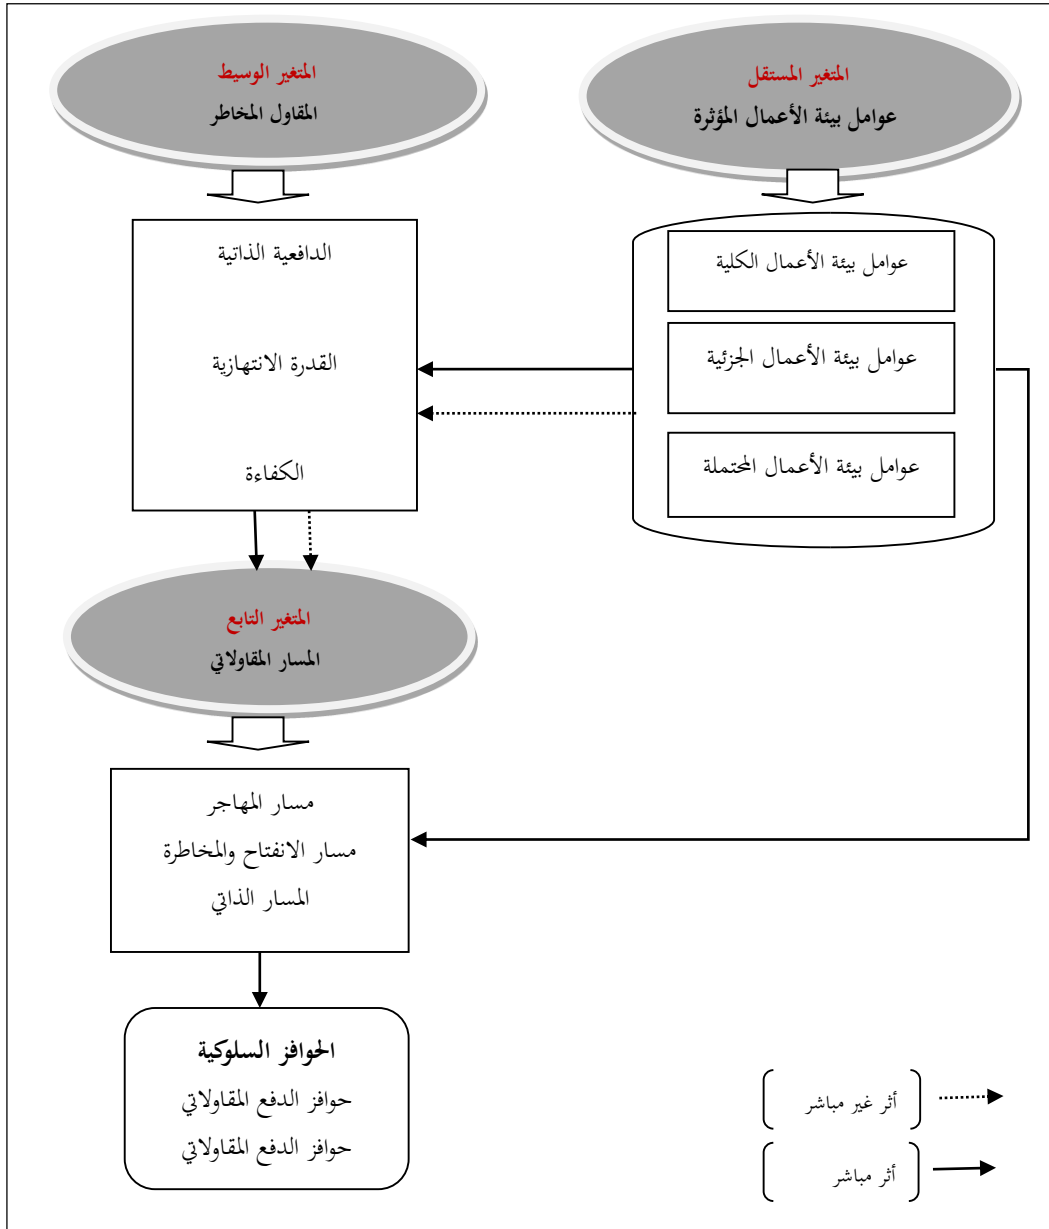 المتغير المستقل
عوامل بيئة الأعمال المؤثرة
المتغير الوسيط
المقاول المخاطر
عوامل بيئة الأعمال الكلية
عوامل بيئة الأعمال الجزئية
عوامل بيئة الأعمال المحتملة
الدافعية الذاتية
القدرة الانتهازية
الكفاءة
المتغير التابع
المسار المقاولاتي
مسار المهاجر
مسار الانفتاح والمخاطرة
المسار الذاتي
الحوافز السلوكية
حوافز الدفع المقاولاتي
حوافز الدفع المقاولاتي
أثر غير مباشر
أثر مباشر